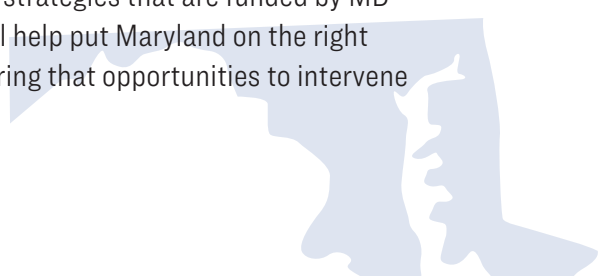 strategies that are funded by MD
help put Maryland on the right
ring that opportunities to intervene